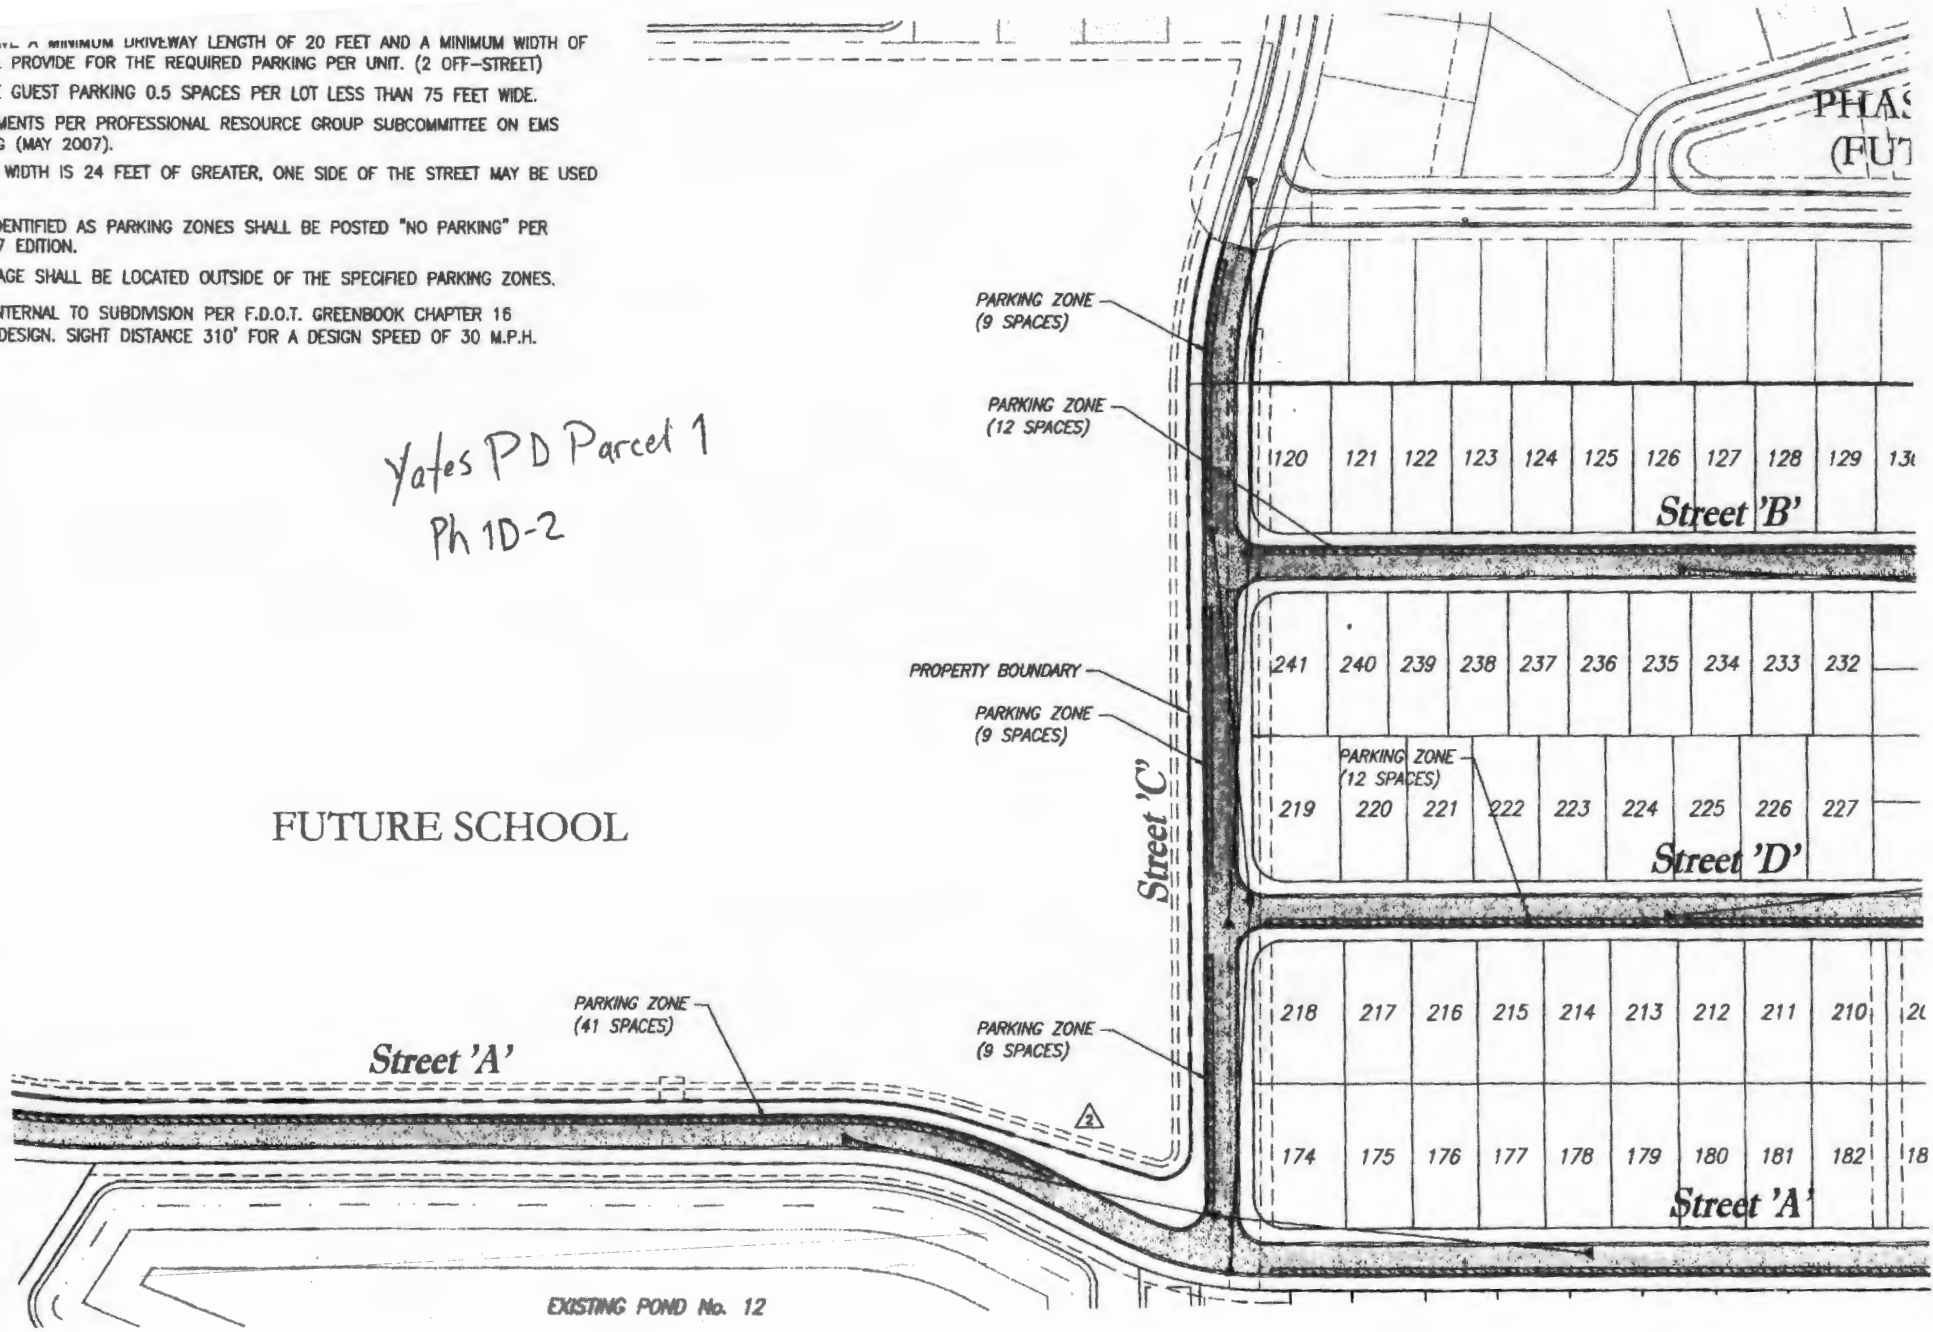 A MINIMUM DRIVEWAY LENGTH OF 20 FEET AND A MINIMUM WIDTH OF
PROVIDE FOR THE REQUIRED PARKING PER UNIT. (2 OFF-STREET)
GUEST PARKING 0.5 SPACES PER LOT LESS THAN 75 FEET WIDE.
MENTS PER PROFESSIONAL RESOURCE GROUP SUBCOMMITTEE ON EMS
(MAY 2007).
WIDTH IS 24 FEET OF GREATER, ONE SIDE OF THE STREET MAY BE USED
DENTIFIED AS PARKING ZONES SHALL BE POSTED "NO PARKING" PER
7 EDITION.
AGE SHALL BE LOCATED OUTSIDE OF THE SPECIFIED PARKING ZONES.
NTERNAL TO SUBDIVISION PER F.D.O.T. GREENBOOK CHAPTER 16
DESIGN. SIGHT DISTANCE 310' FOR A DESIGN SPEED OF 30 M.P.H.
Yates PD Parcel 1
Ph 1D-2
PHAS
(FUT
PARKING ZONE
(9 SPACES)
PARKING ZONE
(12 SPACES)
120 121 122 123 124 125 126 127 128 129 130
Street 'B'
241 240 239 238 237 236 235 234 233 232
PROPERTY BOUNDARY
PARKING ZONE
(9 SPACES)
Street 'C'
PARKING ZONE
(12 SPACES)
219 220 221 222 223 224 225 226 227
Street 'D'
FUTURE SCHOOL
218 217 216 215 214 213 212 211 210 20
PARKING ZONE
(41 SPACES)
PARKING ZONE
(9 SPACES)
Street 'A'
2
174 175 176 177 178 179 180 181 182 18
Street 'A'
EXISTING POND No. 12